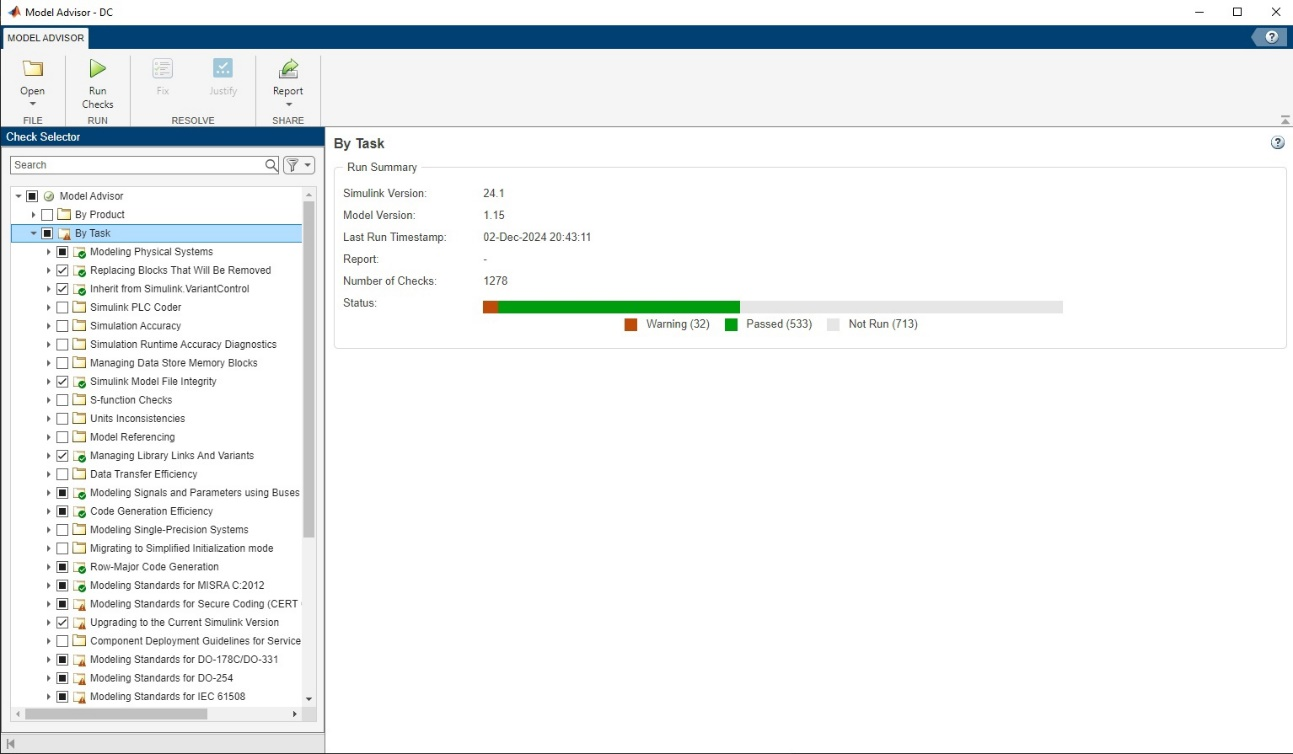 Model Advisor - DC
MODEL ADVISOR
?
Open
Run
Checks
Fix
Justify
Report
FILE
RUN
RESOLVE
SHARE
Check Selector
Search
Model Advisor
By Product
By Task
Modeling Physical Systems
Replacing Blocks That Will Be Removed
Inherit from Simulink.VariantControl
Simulink PLC Coder
Simulation Accuracy
Simulation Runtime Accuracy Diagnostics
Managing Data Store Memory Blocks
Simulink Model File Integrity
S-function Checks
Units Inconsistencies
Model Referencing
Managing Library Links And Variants
Data Transfer Efficiency
Modeling Signals and Parameters using Buses
Code Generation Efficiency
Modeling Single-Precision Systems
Migrating to Simplified Initialization mode
Row-Major Code Generation
Modeling Standards for MISRA C:2012
Modeling Standards for Secure Coding (CERT
Upgrading to the Current Simulink Version
Component Deployment Guidelines for Service
Modeling Standards for DO-178C/DO-331
Modeling Standards for DO-254
Modeling Standards for IEC 61508
By Task
?
Run Summary
Simulink Version: 24.1
Model Version: 1.15
Last Run Timestamp: 02-Dec-2024 20:43:11
Report: -
Number of Checks: 1278
Status:
Warning (32) Passed (533) Not Run (713)